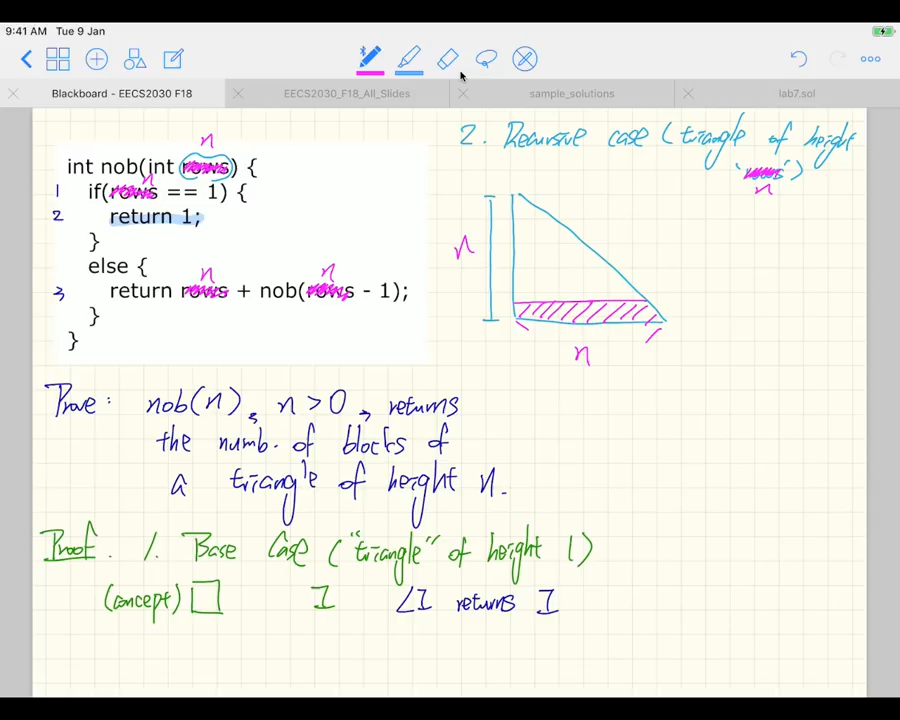 9:41 AM Tue 9 Jan
Blackboard - EECS2030 F18
EECS2030_F18_All_Slides
sample_solutions
lab7.sol
n
int nob(int rows) {
1 if(rows == 1) {
n
2 return 1;
}
else {
n n
3 return rows + nob(rows - 1);
}
}
2. Recursive case (triangle of height
'rows')
n
n
n
Prove: nob(n), n > 0, returns
the numb. of blocks of
a triangle of height n.
Proof. 1. Base Case ("triangle" of height 1)
(concept) 1 L1 returns 1